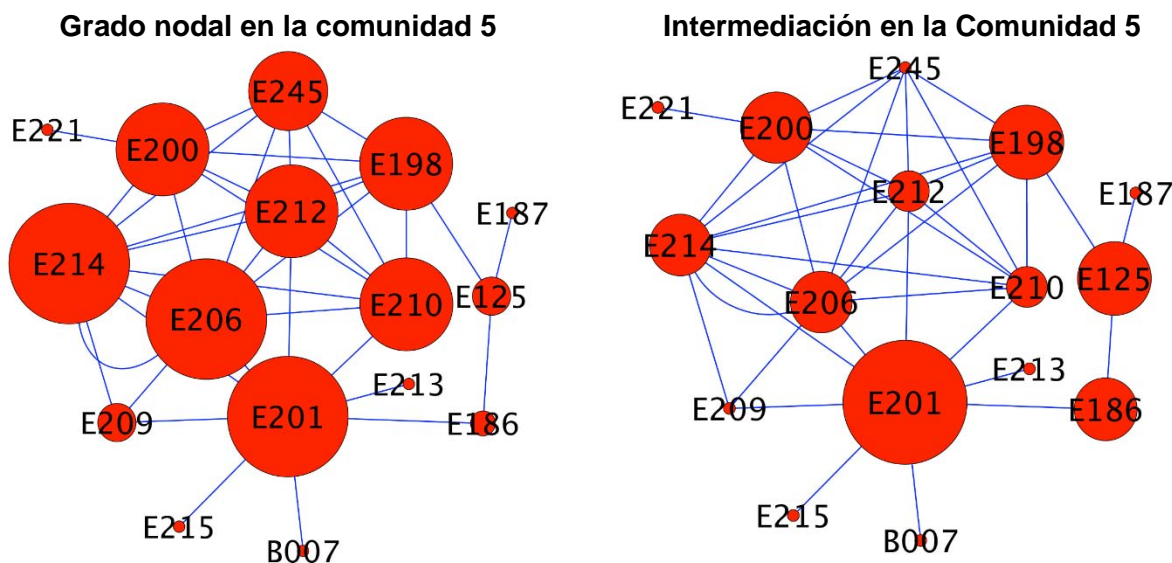 Grado nodal en la comunidad 5
E245
E221
E200
E198
E212
E187
E214
E125
E210
E206
E213
E209
E201
E186
E215
B007
Intermediación en la Comunidad 5
E245
E221
E200
E198
E212
E187
E214
E125
E210
E206
E213
E209
E201
E186
E215
B007